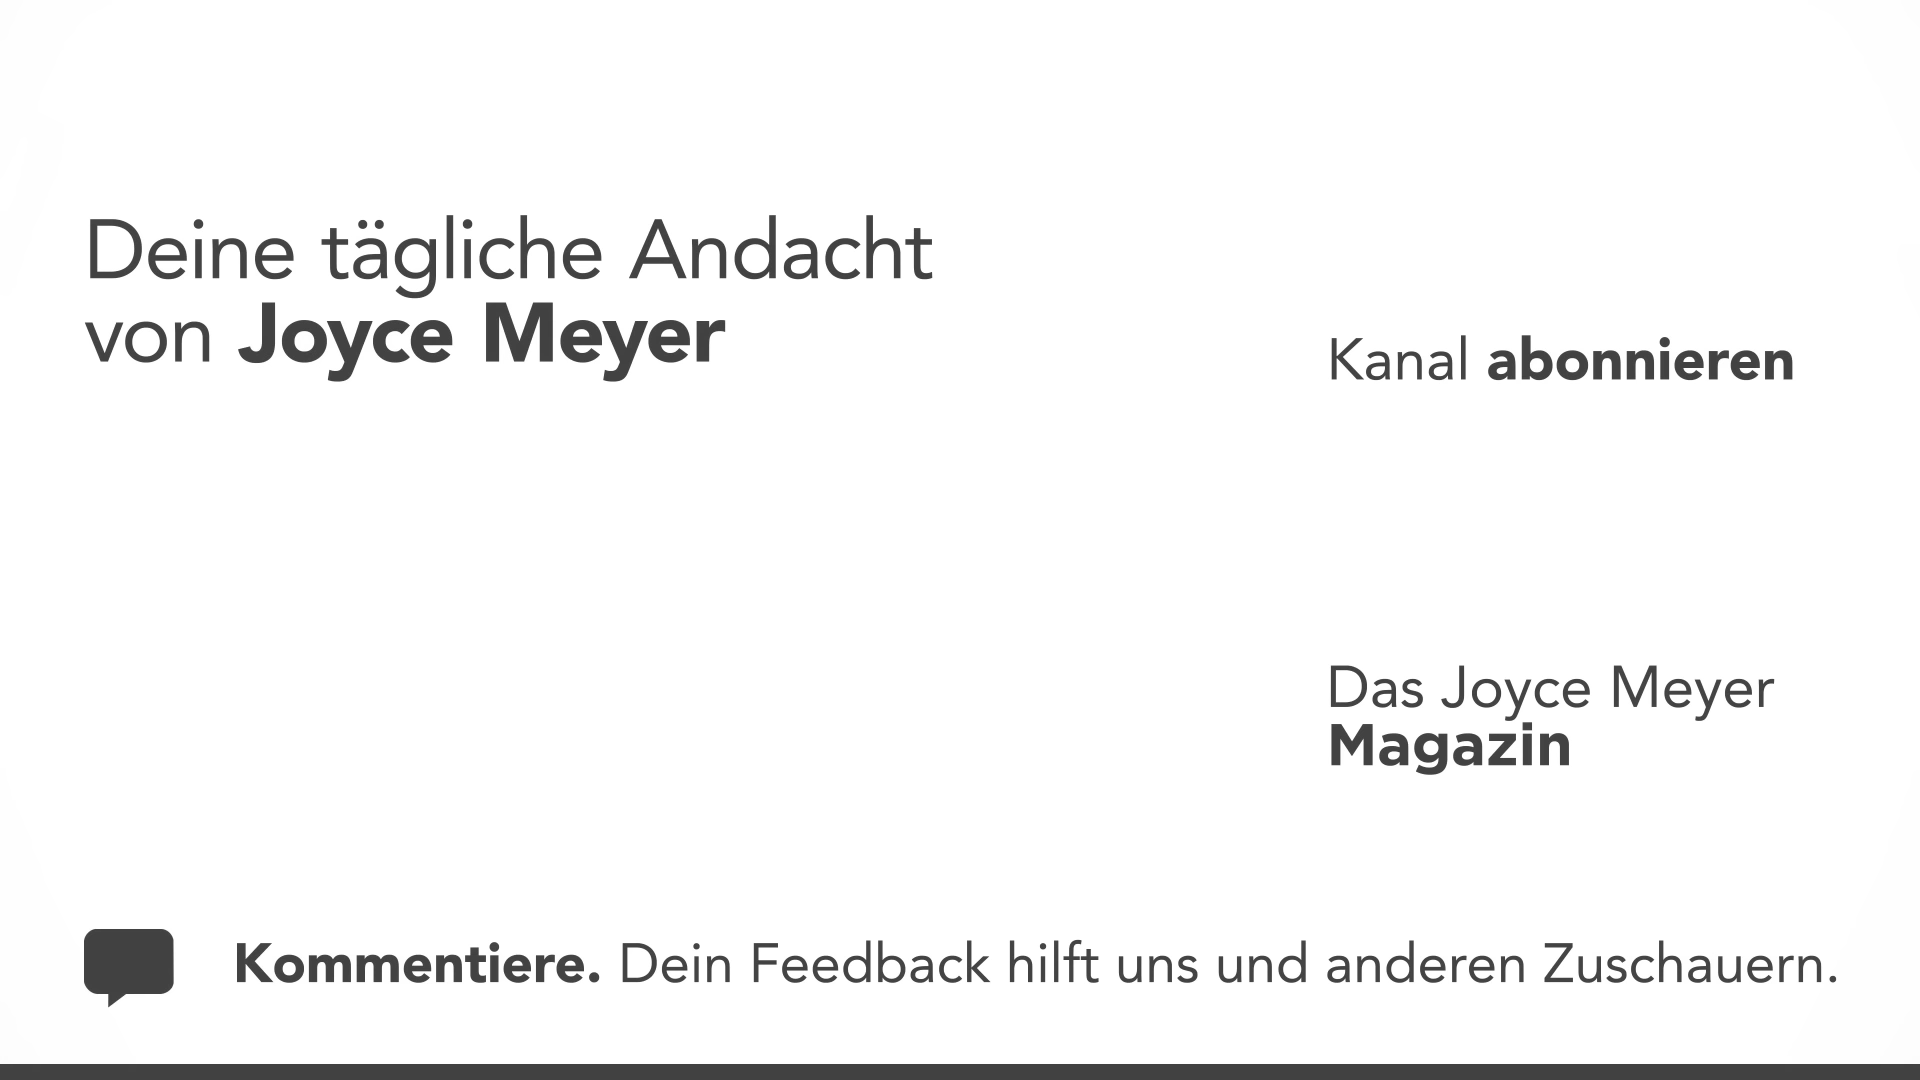 Deine tägliche Andacht
von Joyce Meyer
Kanal abonnieren
Das Joyce Meyer
Magazin
Kommentiere. Dein Feedback hilft uns und anderen Zuschauern.